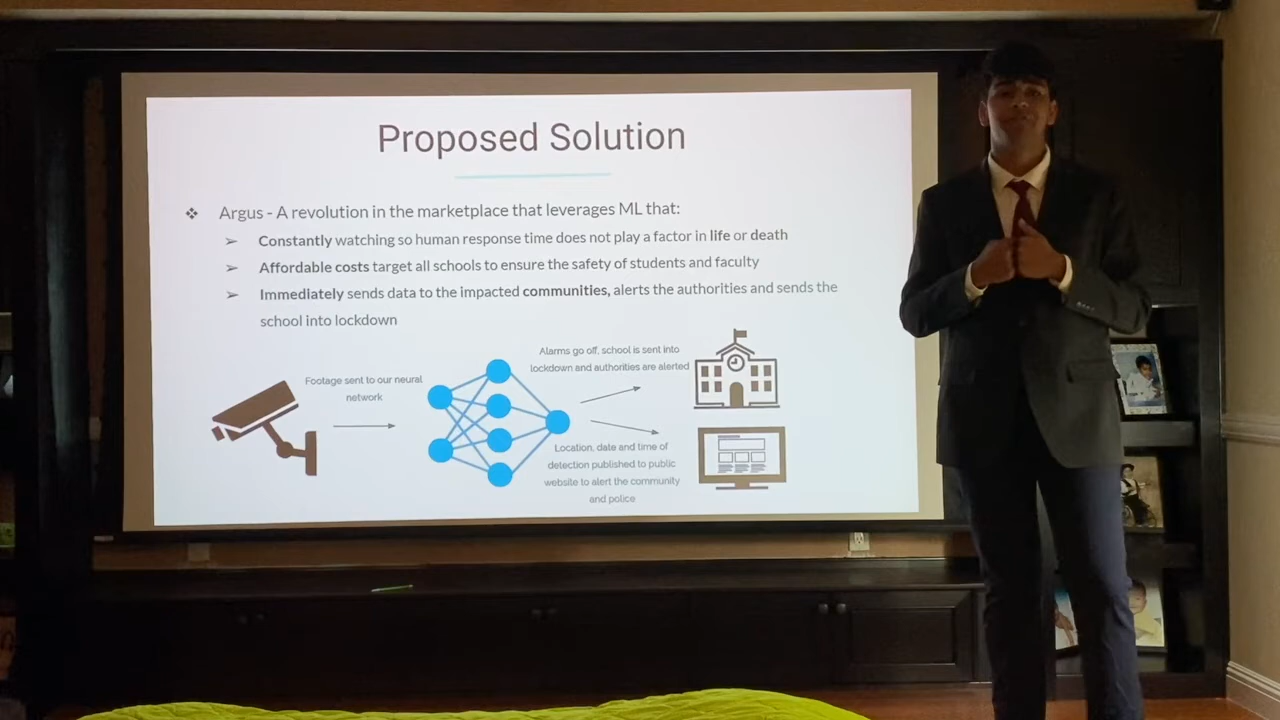 Proposed Solution
❖ Argus - A revolution in the marketplace that leverages ML that:
➢ Constantly watching so human response time does not play a factor in life or death
➢ Affordable costs target all schools to ensure the safety of students and faculty
➢ Immediately sends data to the impacted communities, alerts the authorities and sends the
school into lockdown
Footage sent to our neural
network
Alarms go off, school is sent into
lockdown and authorities are alerted
Location, date and time of
detection published to public
website to alert the community
and police